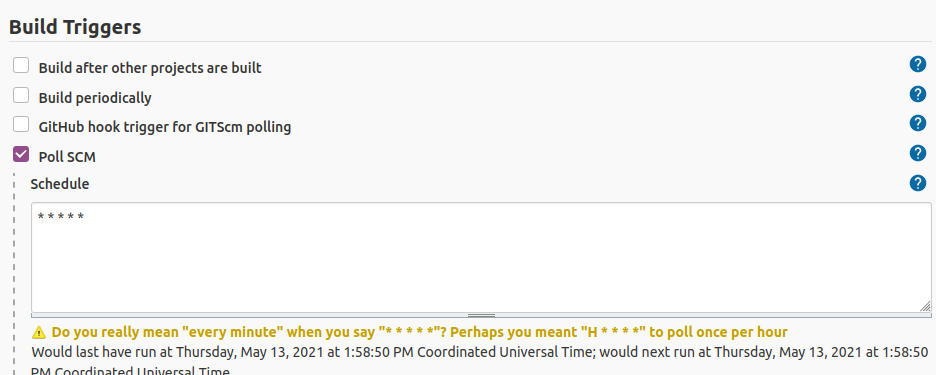 Build Triggers
Build after other projects are built
?
Build periodically
?
GitHub hook trigger for GITScm polling
?
Poll SCM
?
Schedule
?
* * * * *
Do you really mean "every minute" when you say "* * * * *"? Perhaps you meant "H * * * *" to poll once per hour
Would last have run at Thursday, May 13, 2021 at 1:58:50 PM Coordinated Universal Time; would next run at Thursday, May 13, 2021 at 1:58:50
PM Coordinated Universal Time.